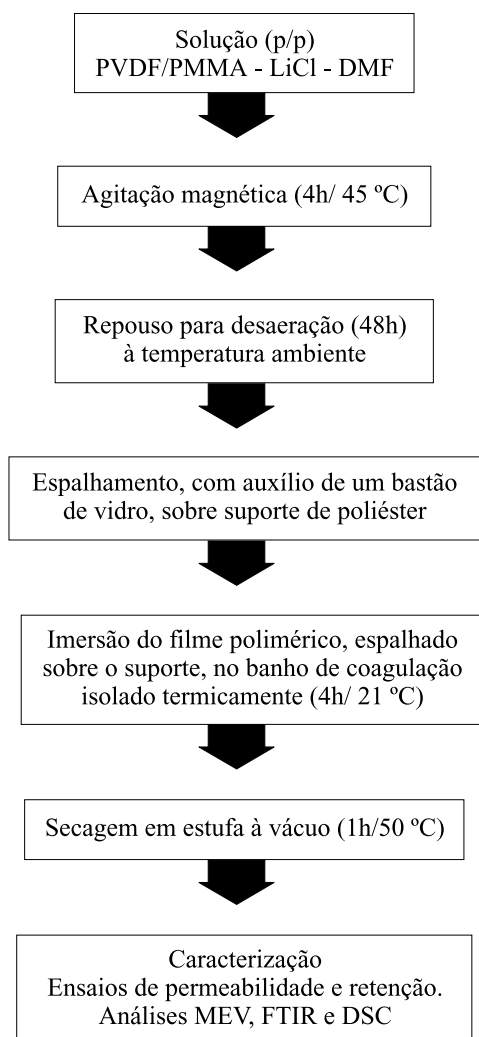 Solução (p/p)
PVDF/PMMA - LiCl - DMF
Agitação magnética (4h/ 45 ºC)
Repouso para desaeração (48h)
à temperatura ambiente
Espalhamento, com auxílio de um bastão
de vidro, sobre suporte de poliéster
Imersão do filme polimérico, espalhado
sobre o suporte, no banho de coagulação
isolado termicamente (4h/ 21 ºC)
Secagem em estufa à vácuo (1h/50 ºC)
Caracterização
Ensaios de permeabilidade e retenção.
Análises MEV, FTIR e DSC